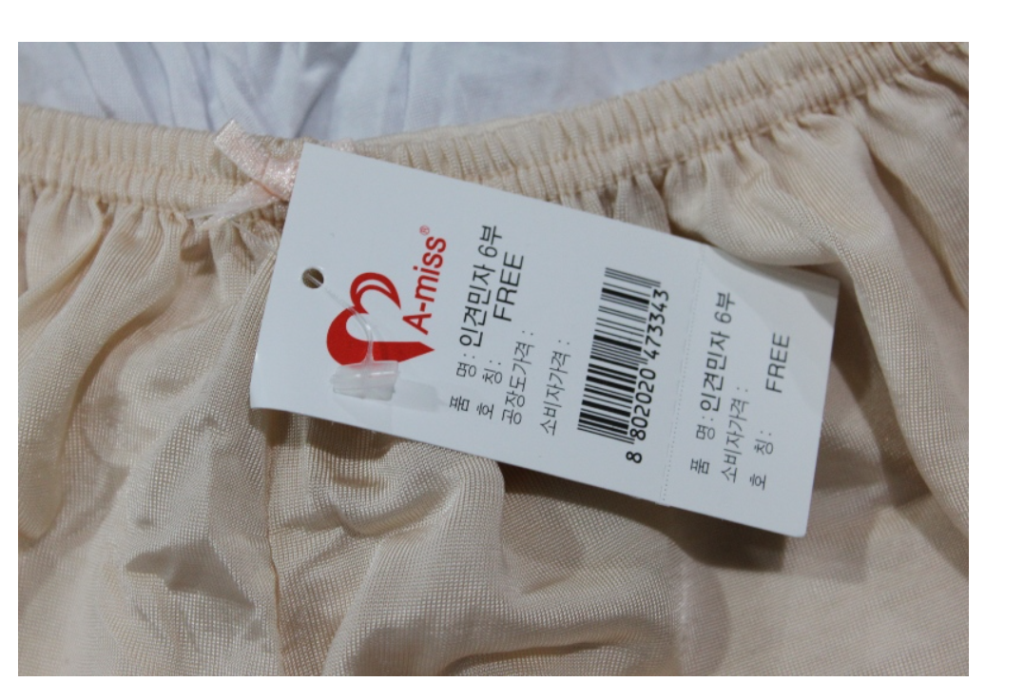 A-miss®
품 명 : 인견민자 6부
호 칭 : FREE
공장도가격 :
소비자가격 :
8 802020 473343
품 명 : 인견민자 6부
소비자가격 :
호 칭 : FREE